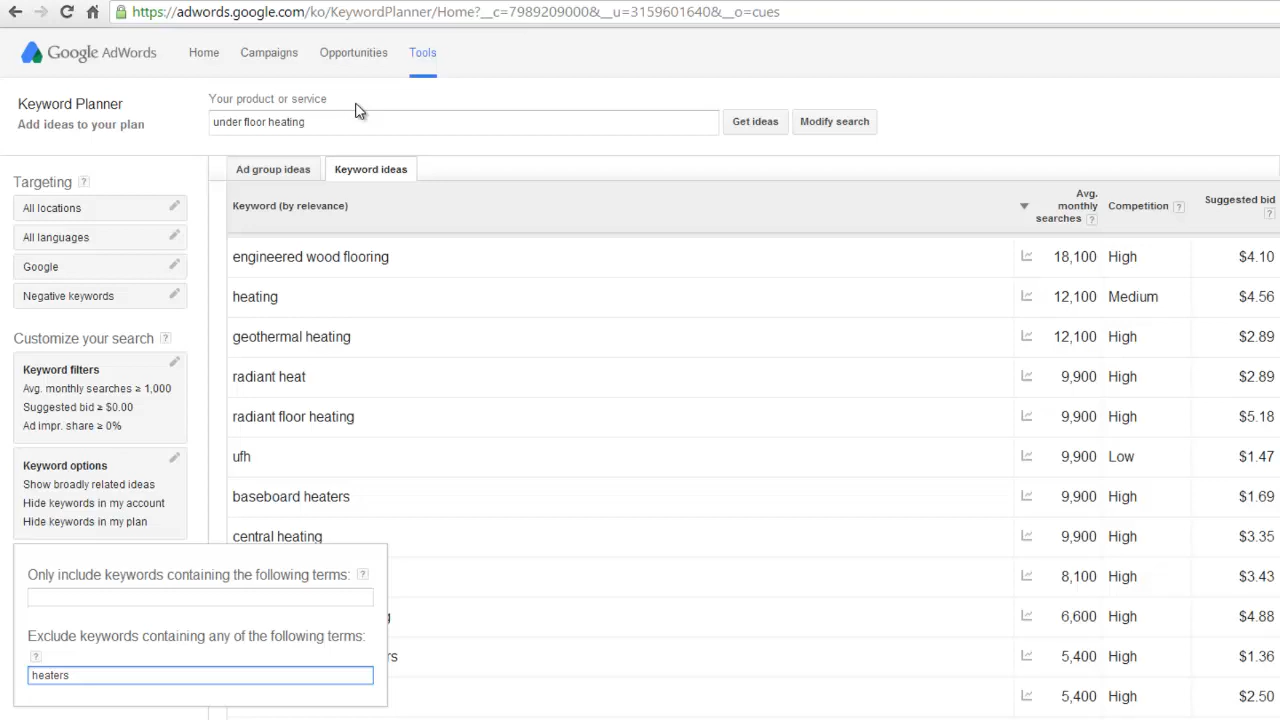 https://adwords.google.com/ko/KeywordPlanner/Home?__c=7989209000&__u=3159601640&__o=cues
Google AdWords Home Campaigns Opportunities Tools
Keyword Planner
Add ideas to your plan
Your product or service
under floor heating Get ideas Modify search
Targeting ?
All locations
All languages
Google
Negative keywords
Customize your search ?
Keyword filters
Avg. monthly searches ≥ 1,000
Suggested bid ≥ $0.00
Ad impr. share ≥ 0%
Keyword options
Show broadly related ideas
Hide keywords in my account
Hide keywords in my plan
Only include keywords containing the following terms: ?
Exclude keywords containing any of the following terms:
?
heaters
Ad group ideas Keyword ideas
Keyword (by relevance) Avg. monthly searches ? Competition ? Suggested bid ?
engineered wood flooring 18,100 High $4.10
heating 12,100 Medium $4.56
geothermal heating 12,100 High $2.89
radiant heat 9,900 High $2.89
radiant floor heating 9,900 High $5.18
ufh 9,900 Low $1.47
baseboard heaters 9,900 High $1.69
central heating 9,900 High $3.35
8,100 High $3.43
g 6,600 High $4.88
rs 5,400 High $1.36
5,400 High $2.50